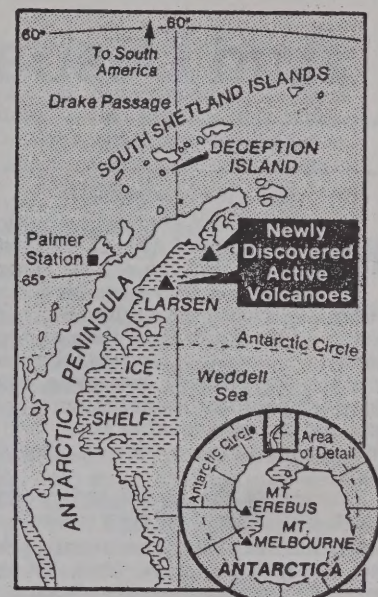 60°
60°
To South
America
Drake Passage
SOUTH SHETLAND ISLANDS
DECEPTION
ISLAND
Palmer
Station
65°
Newly
Discovered
Active
Volcanoes
LARSEN
ICE
SHELF
ANTARCTIC PENINSULA
Antarctic Circle
Weddell
Sea
Antarctic Circle
Area
of Detail
MT.
EREBUS
MT.
MELBOURNE
ANTARCTICA